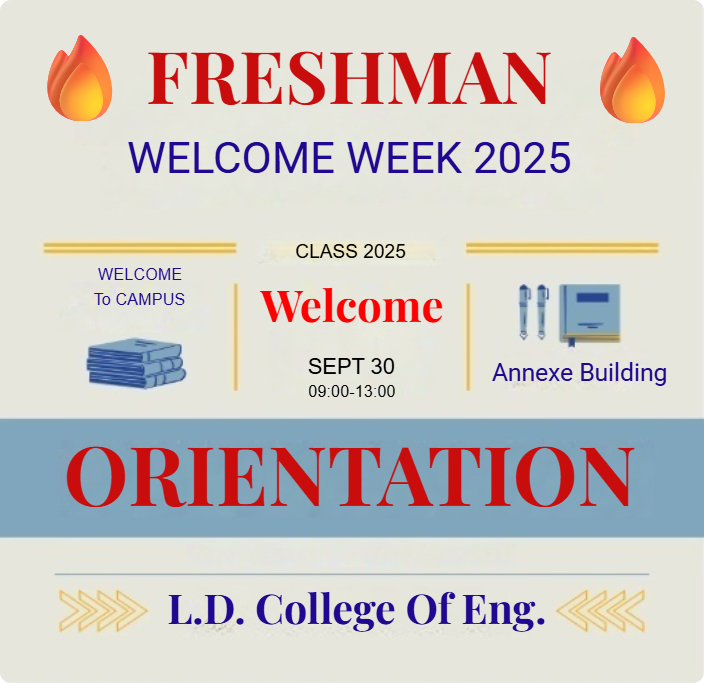 FRESHMAN
WELCOME WEEK 2025
CLASS 2025
WELCOME
To CAMPUS
Welcome
SEPT 30
09:00-13:00
Annexe Building
ORIENTATION
L.D. College Of Eng.